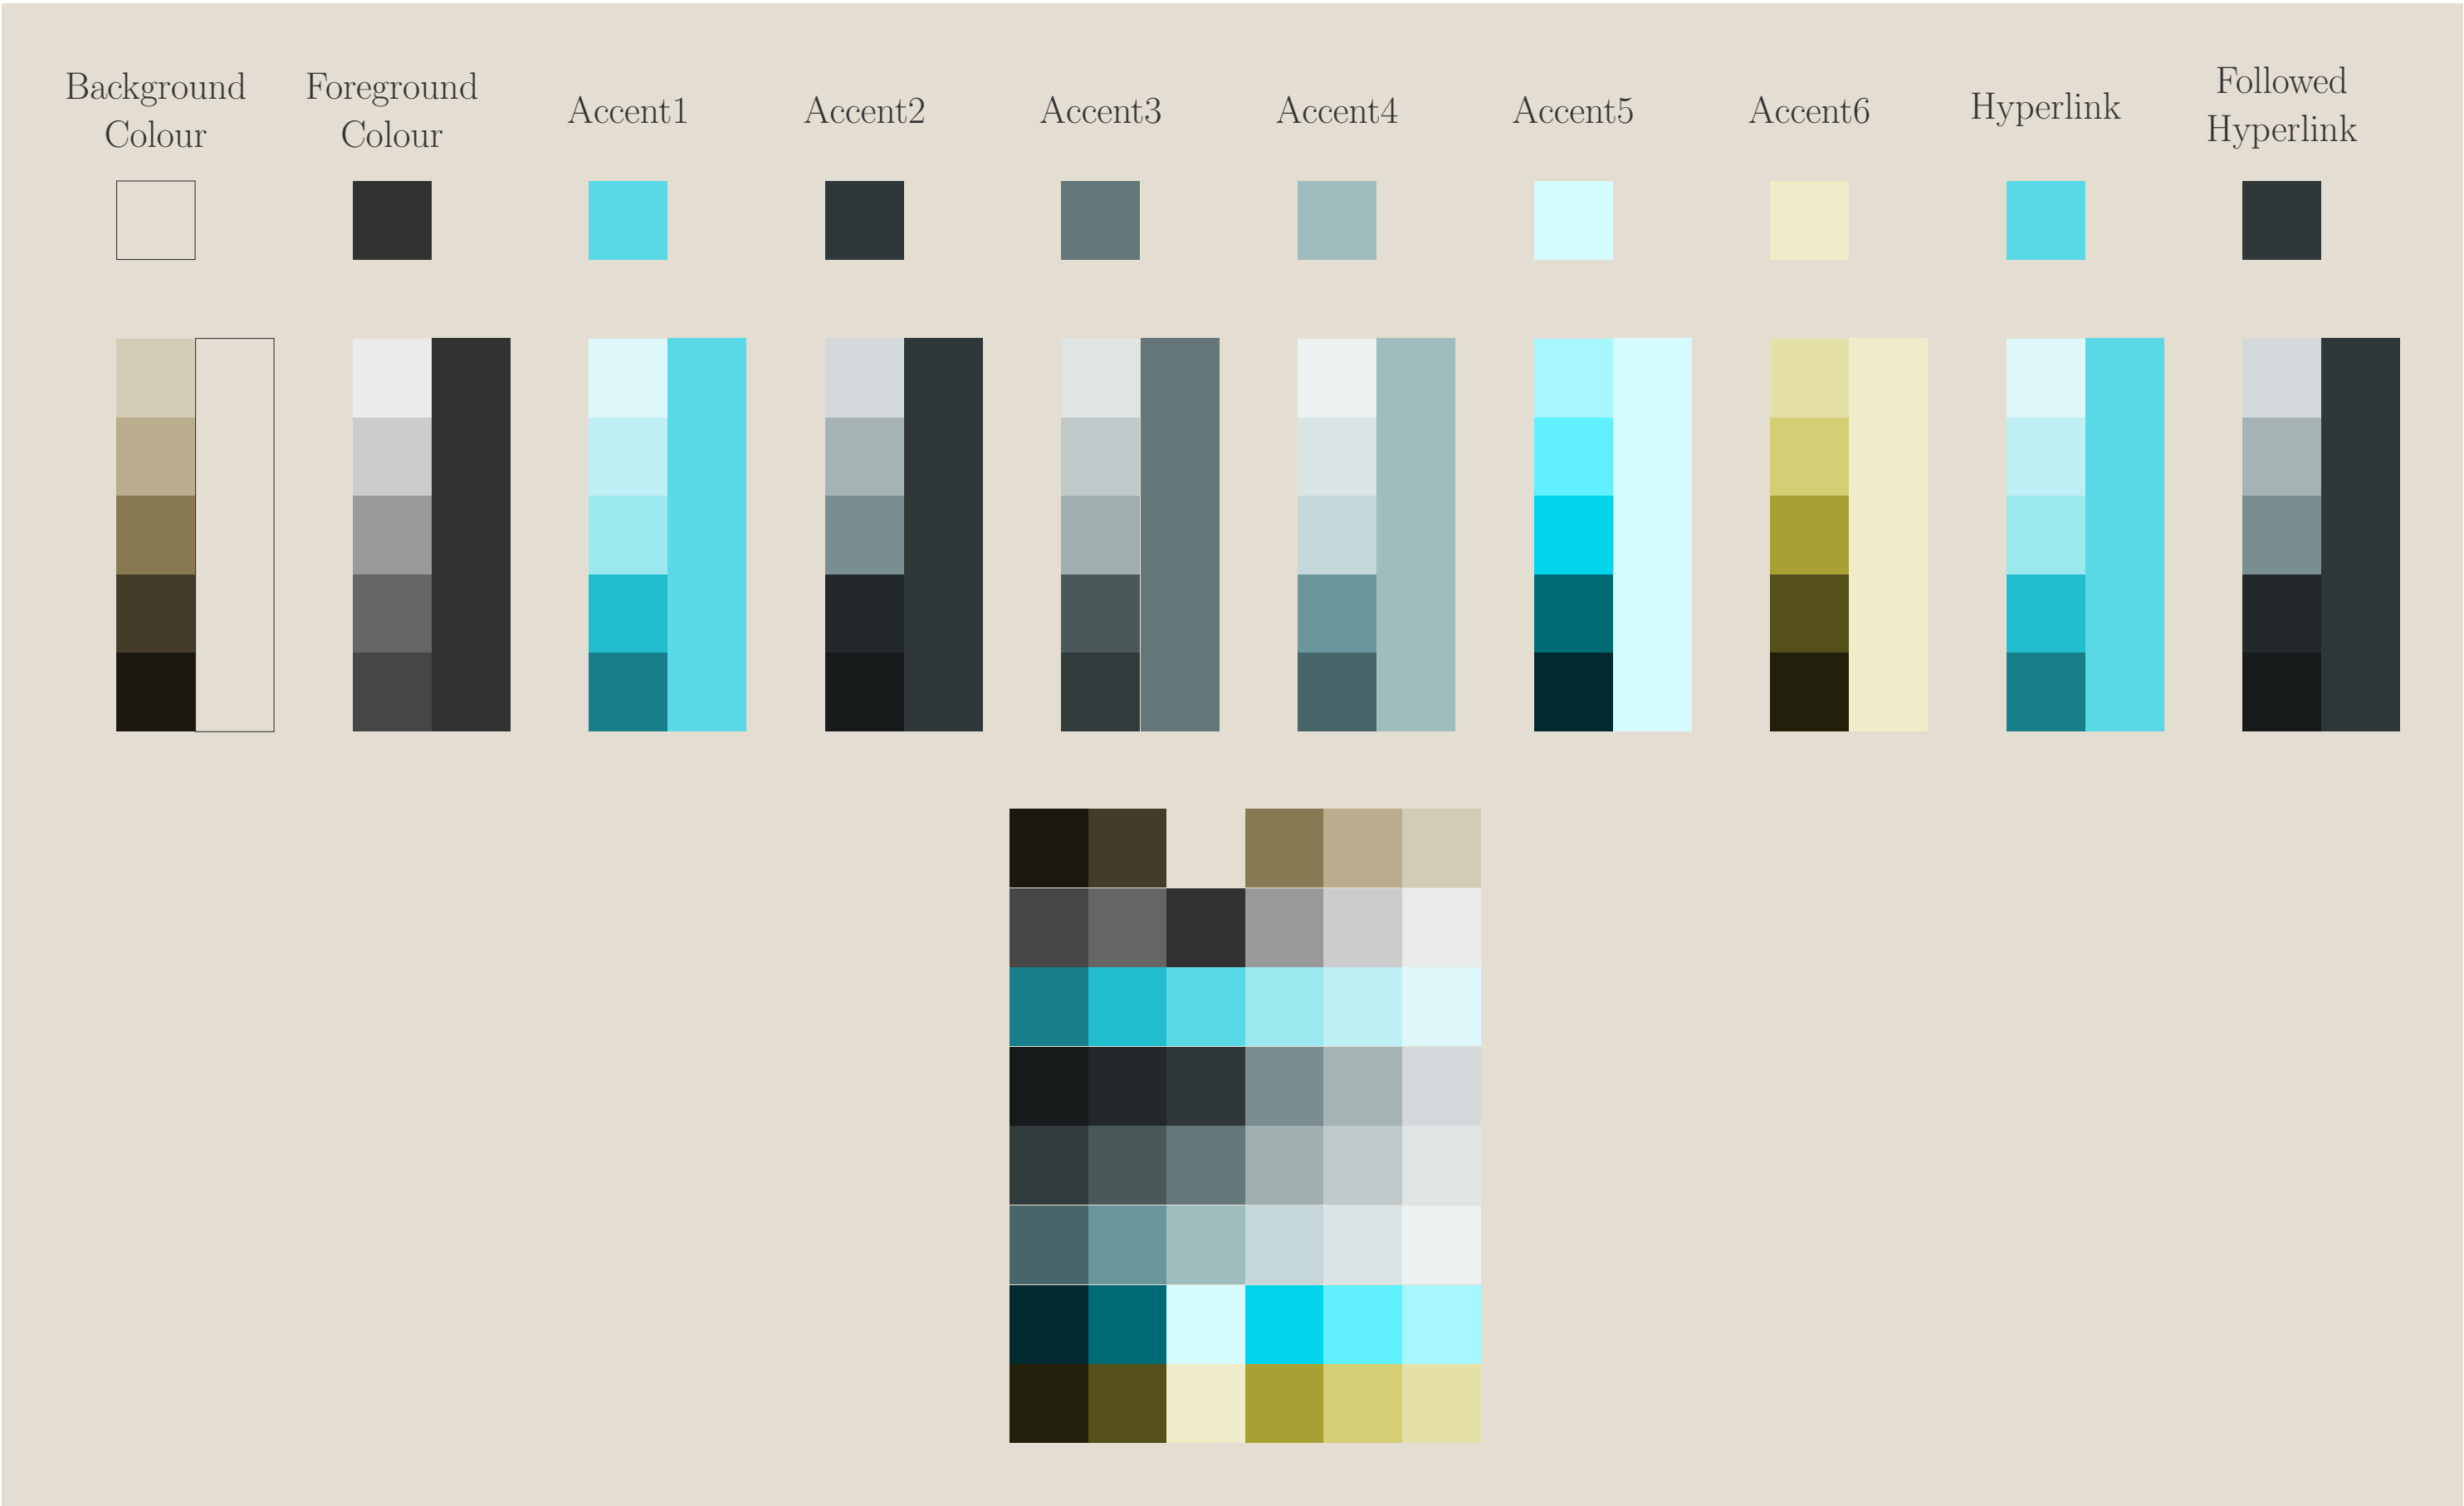 Background
Colour
Foreground
Colour
Accent1
Accent2
Accent3
Accent4
Accent5
Accent6
Hyperlink
Followed
Hyperlink